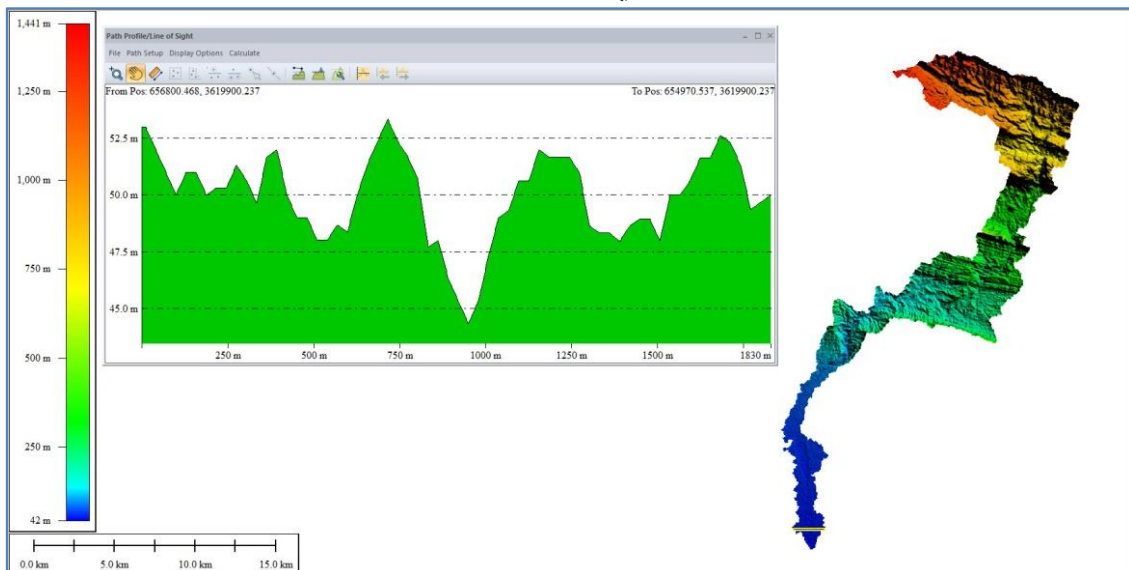 1,441 m
1,250 m
1,000 m
750 m
500 m
250 m
42 m
0.0 km 5.0 km 10.0 km 15.0 km
Path Profile/Line of Sight
File Path Setup Display Options Calculate
From Pos: 656800.468, 3619900.237 To Pos: 654970.537, 3619900.237
52.5 m
50.0 m
47.5 m
45.0 m
250 m 500 m 750 m 1000 m 1250 m 1500 m 1830 m